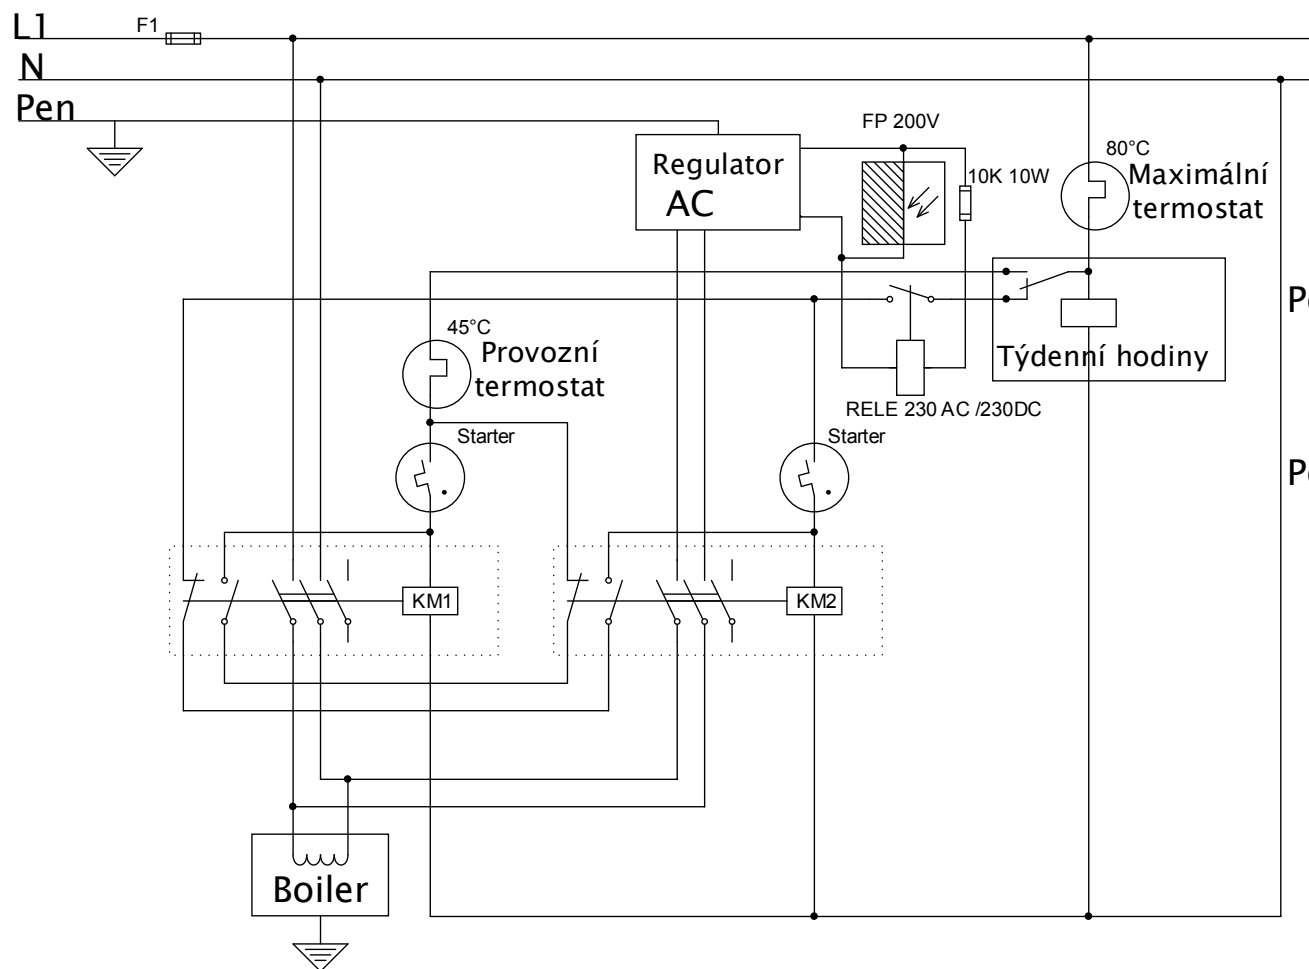 L1
F1
N
Pen
FP 200V
Regulator
AC
10K 10W
80°C
Maximální
termostat
45°C
Provozní
termostat
Týdenní hodiny
RELE 230 AC /230DC
Starter
Starter
KM1
KM2
Boiler